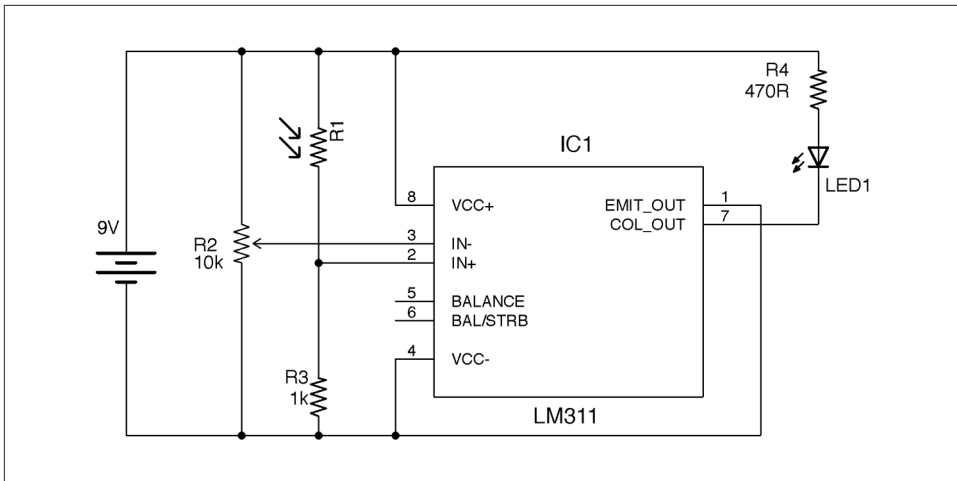 R4
470R
R1
IC1
LED1
8
VCC+
EMIT_OUT
1
COL_OUT
7
9V
R2
10k
3
IN-
2
IN+
5
BALANCE
6
BAL/STRB
4
VCC-
R3
1k
LM311